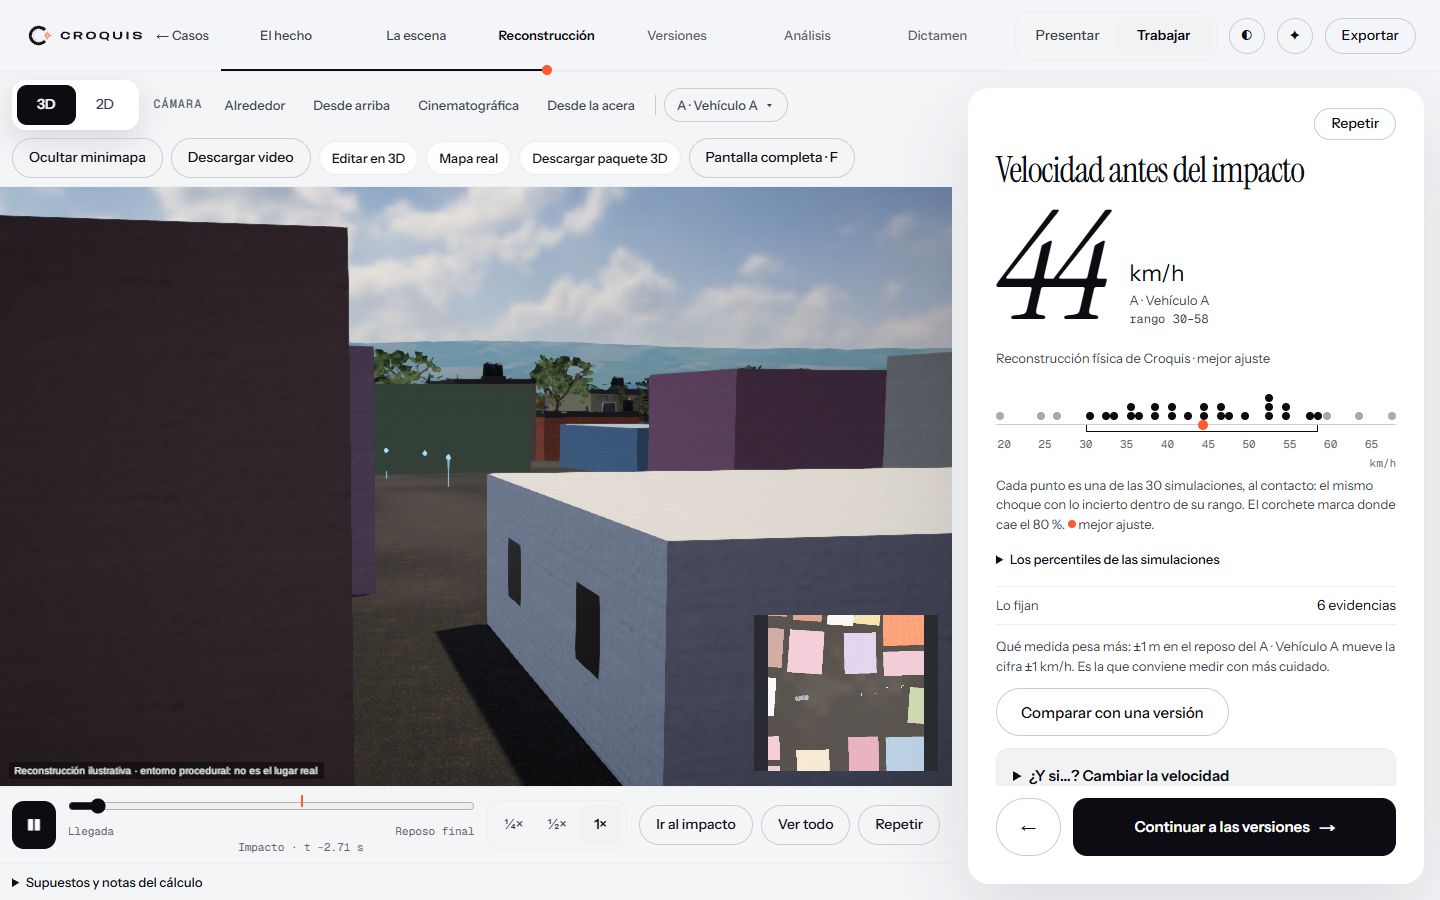 CROQUIS
← Casos
El hecho
La escena
Reconstrucción
Versiones
Análisis
Dictamen
Presentar
Trabajar
Exportar
3D
2D
CÁMARA
Alrededor
Desde arriba
Cinematográfica
Desde la acera
A · Vehículo A
Ocultar minimapa
Descargar video
Editar en 3D
Mapa real
Descargar paquete 3D
Pantalla completa · F
Reconstrucción ilustrativa - entorno procedural: no es el lugar real
Llegada
Reposo final
Impacto · t −2.71 s
¼×
½×
1×
Ir al impacto
Ver todo
Repetir
Supuestos y notas del cálculo
Repetir
Velocidad antes del impacto
44
km/h
A · Vehículo A
rango 30–58
Reconstrucción física de Croquis · mejor ajuste
20 25 30 35 40 45 50 55 60 65
km/h
Cada punto es una de las 30 simulaciones, al contacto: el mismo
choque con lo incierto dentro de su rango. El corchete marca donde
cae el 80 %. mejor ajuste.
Los percentiles de las simulaciones
Lo fijan
6 evidencias
Qué medida pesa más: ±1 m en el reposo del A · Vehículo A mueve la
cifra ±1 km/h. Es la que conviene medir con más cuidado.
Comparar con una versión
¿Y si…? Cambiar la velocidad
←
Continuar a las versiones →